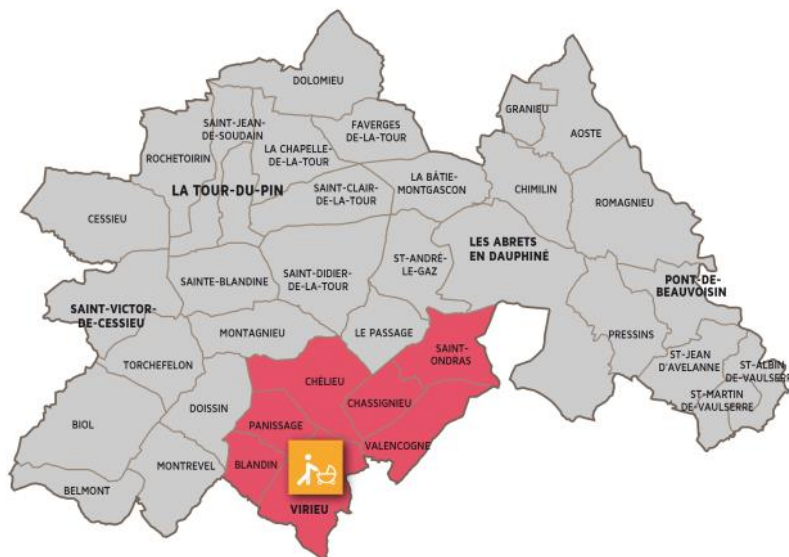 DOLOMIEU
GRANIEU
AOSTE
SAINT-JEAN-
DE-SOUDAIN
FAVERGES
DE-LA-TOUR
LA CHAPELLE-
DE-LA-TOUR
ROCHETOIRIN
LA BÂTIE-
MONTGASCON
CHIMILIN
LA TOUR-DU-PIN
SAINT-CLAIR-
DE-LA-TOUR
ROMAGNIEU
CESSIEU
LES ABRETS
EN DAUPHINÉ
ST-ANDRÉ-
LE-GAZ
SAINTE-BLANDINE
SAINT-DIDIER-
DE-LA-TOUR
PONT-DE-
BEAUVOISIN
SAINT-VICTOR-
DE-CESSIEU
MONTAGNIEU
LE PASSAGE
PRESSINS
SAINT-
ONDRAS
ST-JEAN
D'AVELANNE
ST-ALBIN
DE-VAULSERRE
TORCHEFELON
CHÉLIEU
ST-MARTIN
DE-VAULSERRE
CHASSIGNIEU
DOISSIN
BIOL
PANISSAGE
VALENCOGNE
BLANDIN
MONTREVEL
BELMONT
VIRIEU